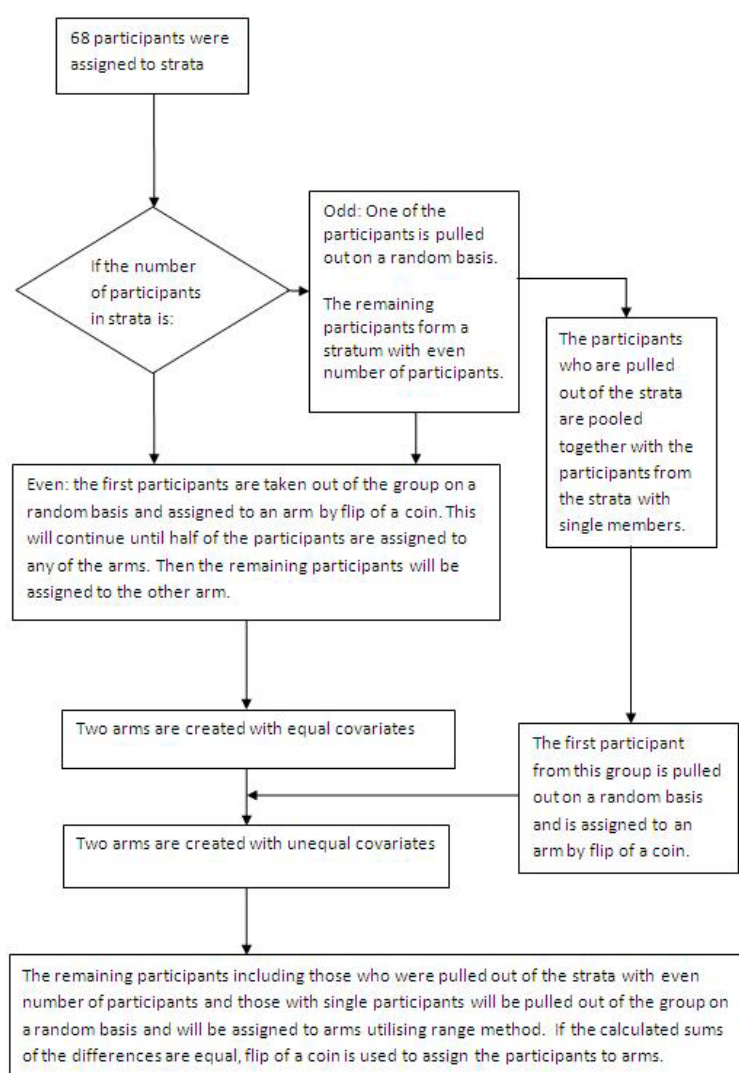 68 participants were
assigned to strata
If the number
of participants
in strata is:
Odd: One of the
participants is pulled
out on a random basis.
The remaining
participants form a
stratum with even
number of participants.
The participants
who are pulled
out of the strata
are pooled
together with the
participants from
the strata with
single members.
Even: the first participants are taken out of the group on a
random basis and assigned to an arm by flip of a coin. This
will continue until half of the participants are assigned to
any of the arms. Then the remaining participants will be
assigned to the other arm.
Two arms are created with equal covariates
The first participant
from this group is pulled
out on a random basis
and is assigned to an
arm by flip of a coin.
Two arms are created with unequal covariates
The remaining participants including those who were pulled out of the strata with even
number of participants and those with single participants will be pulled out of the group on
a random basis and will be assigned to arms utilising range method. If the calculated sums
of the differences are equal, flip of a coin is used to assign the participants to arms.